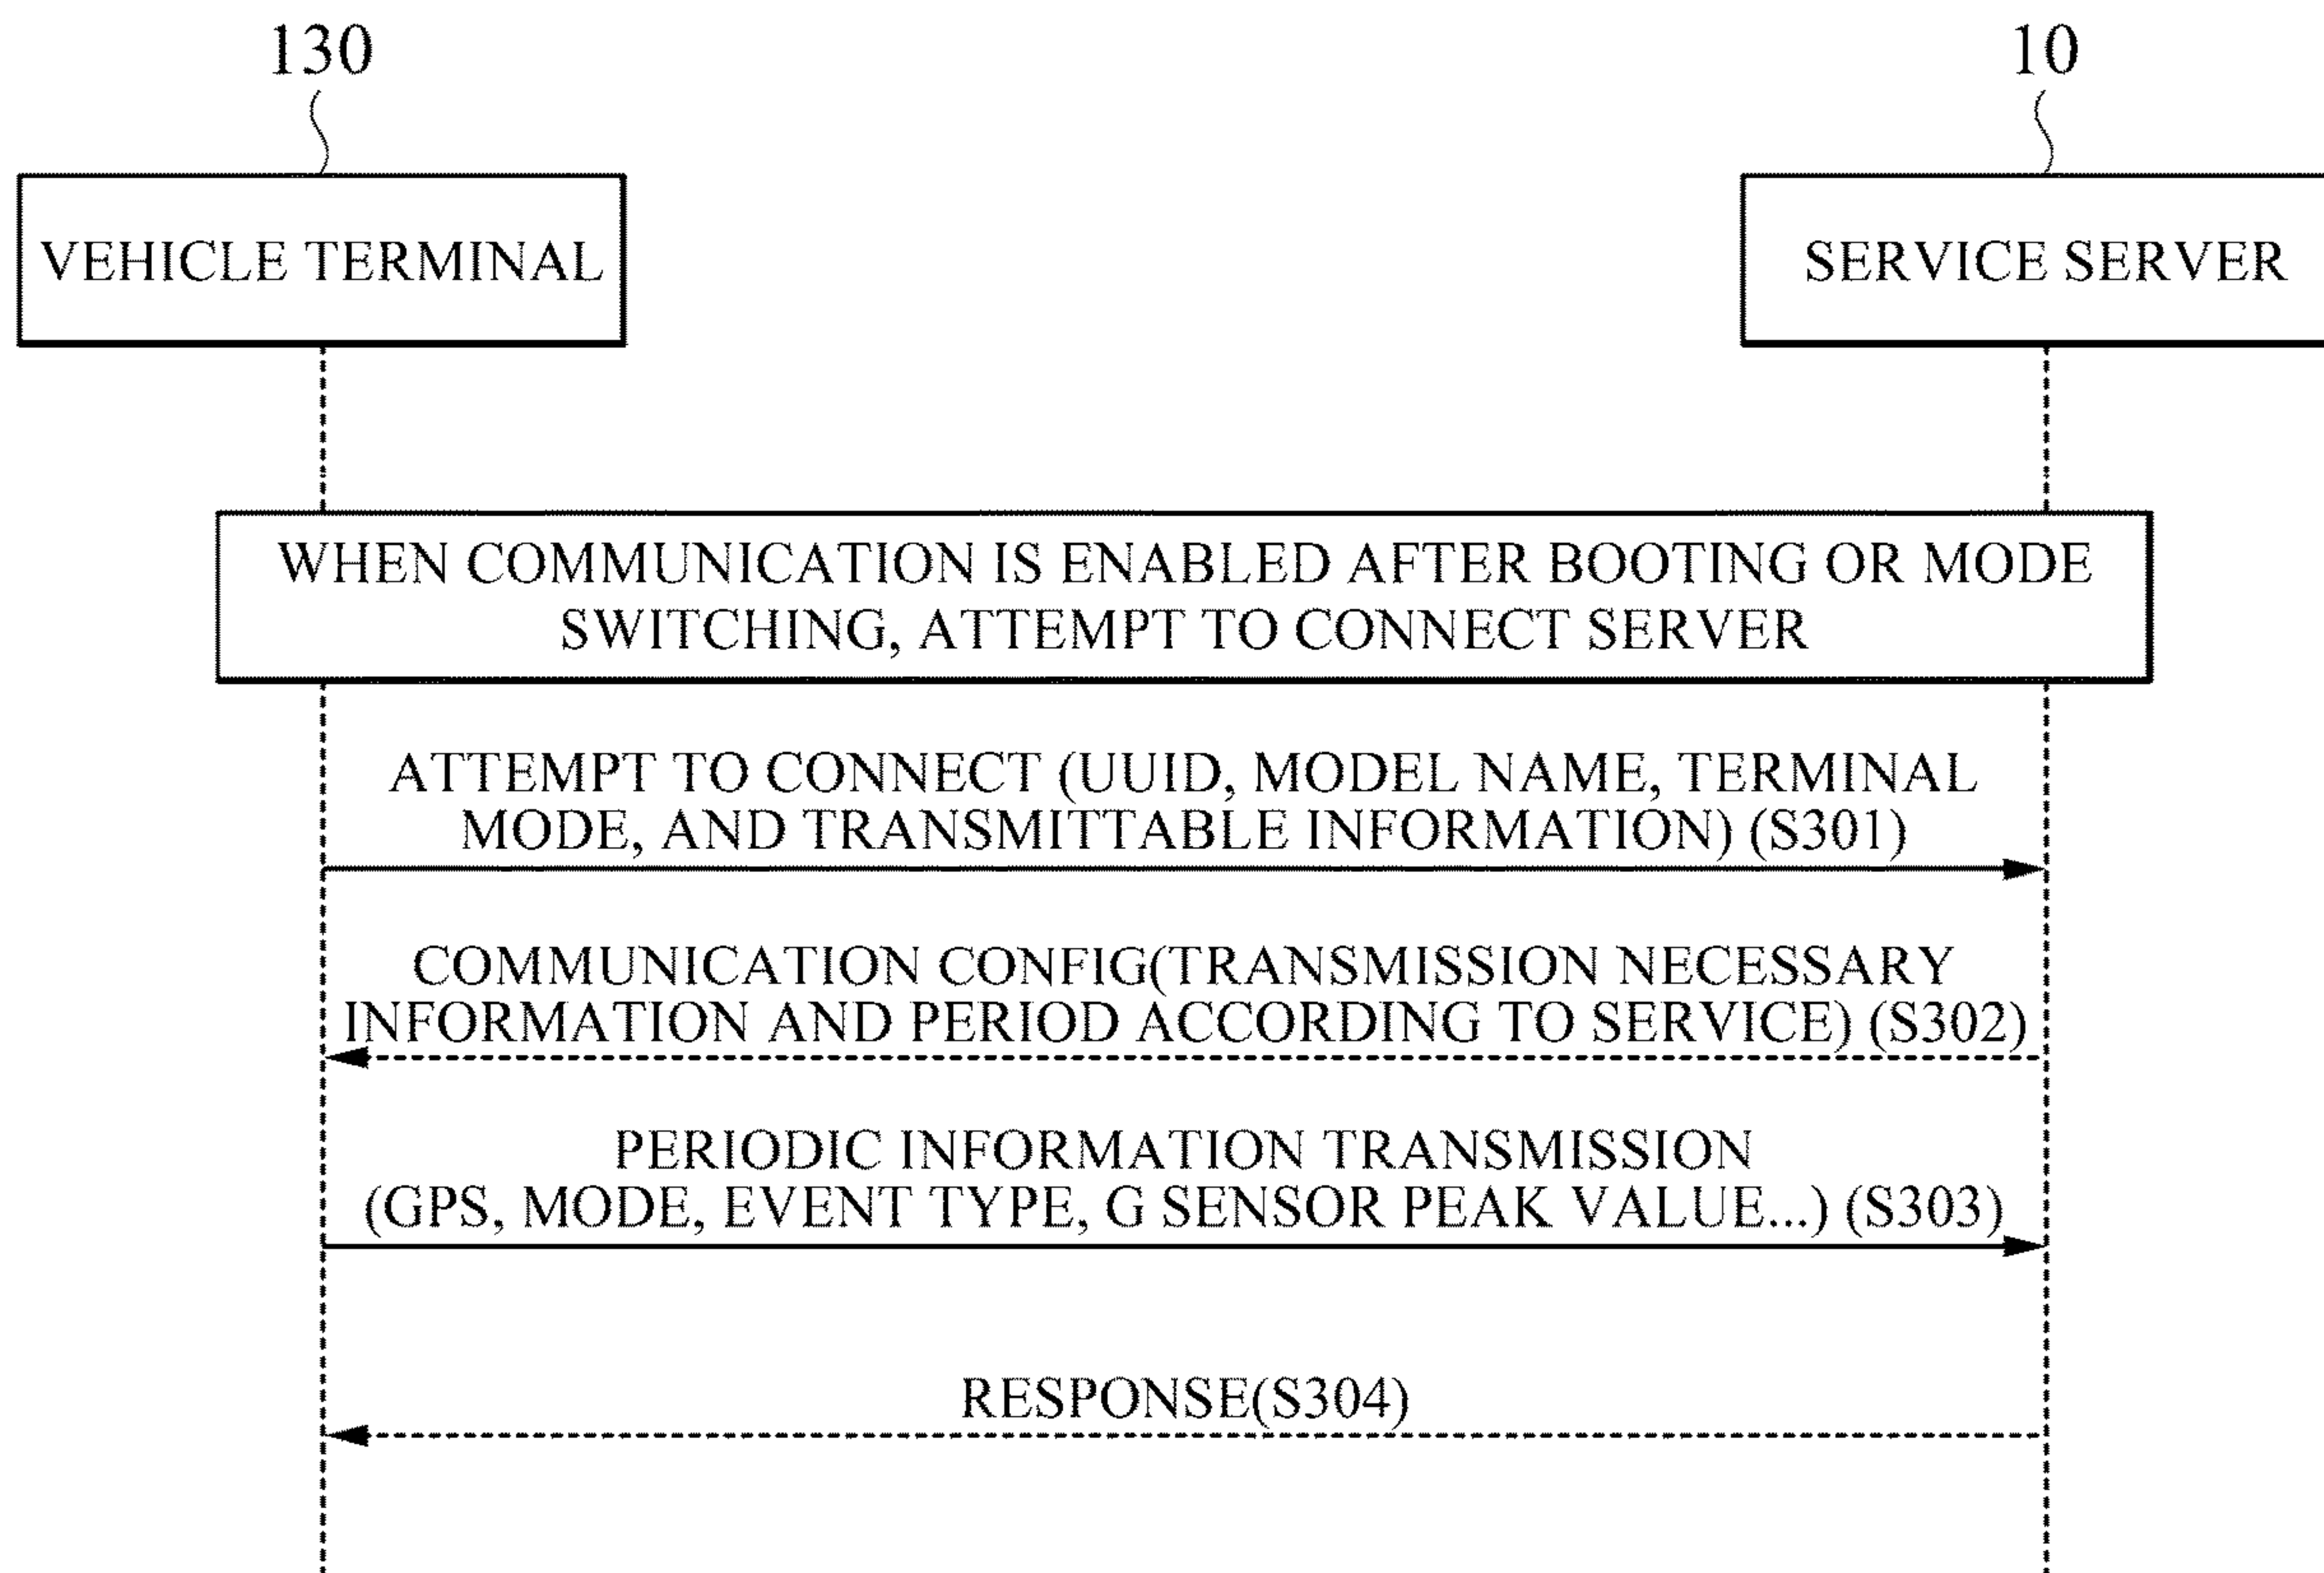 130
10
VEHICLE TERMINAL
SERVICE SERVER
WHEN COMMUNICATION IS ENABLED AFTER BOOTING OR MODE
SWITCHING, ATTEMPT TO CONNECT SERVER
ATTEMPT TO CONNECT (UUID, MODEL NAME, TERMINAL
MODE, AND TRANSMITTABLE INFORMATION) (S301)
COMMUNICATION CONFIG(TRANSMISSION NECESSARY
INFORMATION AND PERIOD ACCORDING TO SERVICE) (S302)
PERIODIC INFORMATION TRANSMISSION
(GPS, MODE, EVENT TYPE, G SENSOR PEAK VALUE...) (S303)
RESPONSE(S304)